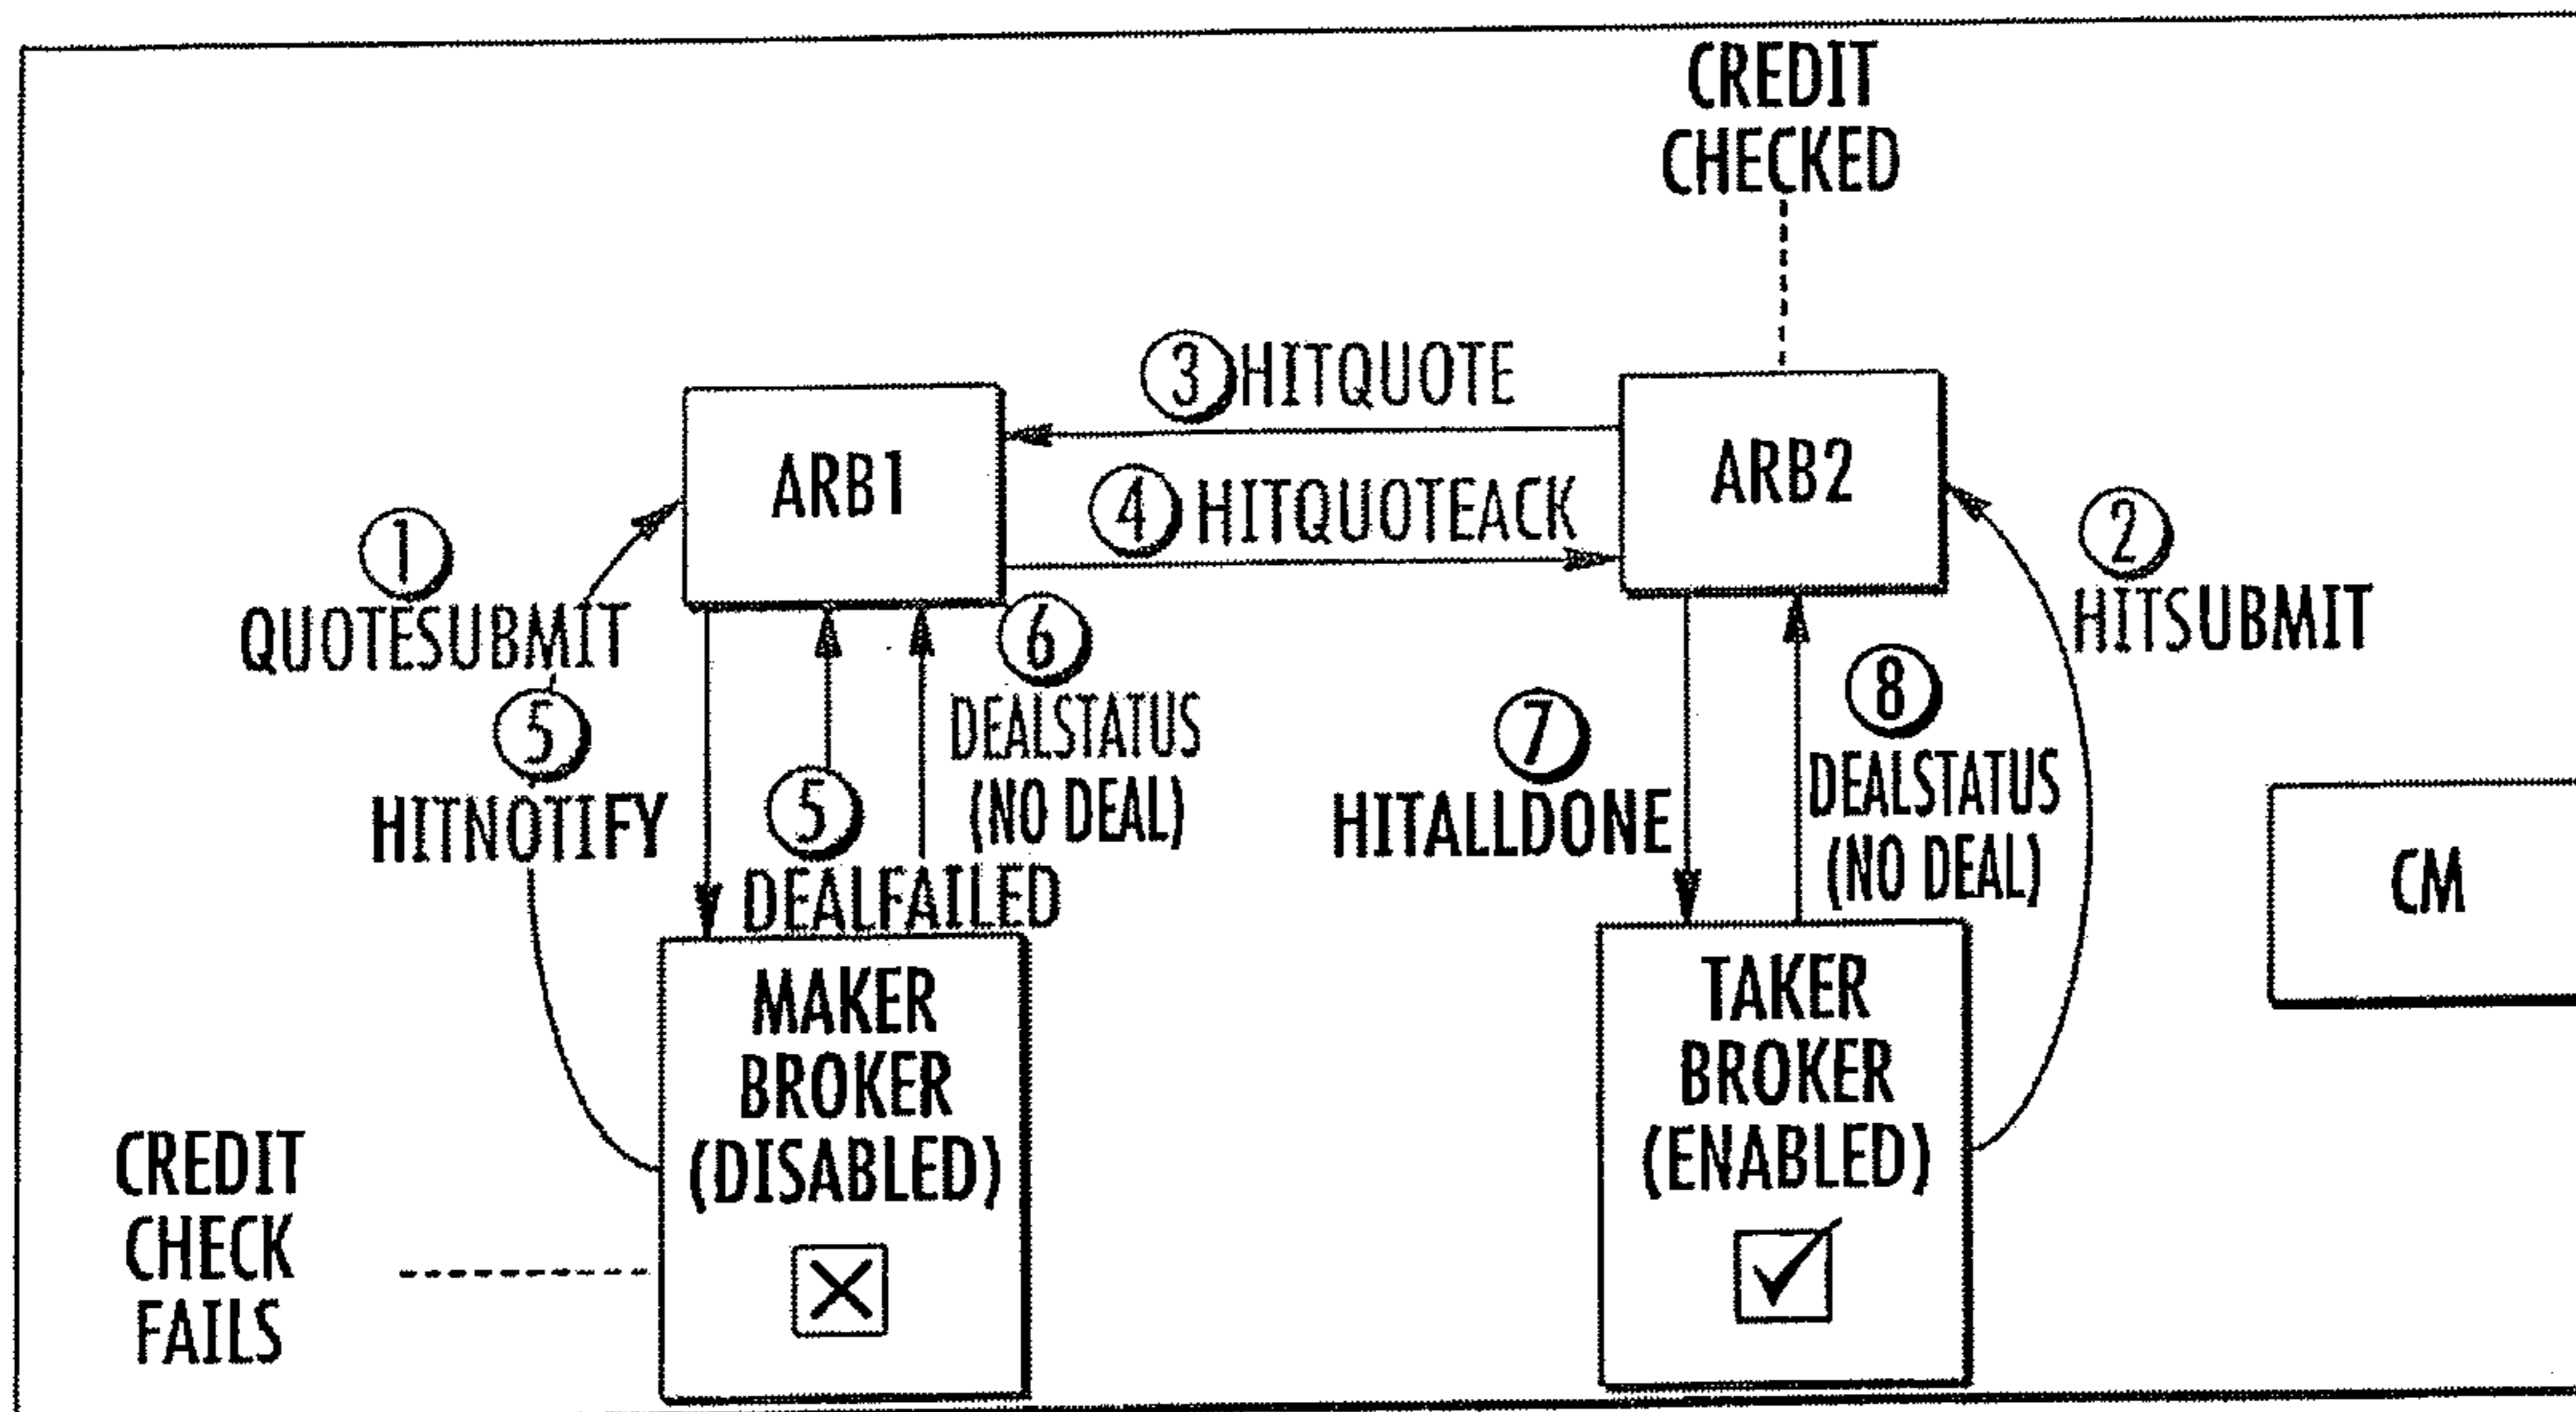 CREDIT
CHECKED
③ HITQUOTE
ARB1
ARB2
④ HITQUOTEACK
①
QUOTESUBMIT
②
HITSUBMIT
⑥
DEALSTATUS
(NO DEAL)
⑤
HITNOTIFY
⑤
DEALFAILED
⑦
HITALLDONE
⑧
DEALSTATUS
(NO DEAL)
CM
MAKER
BROKER
(DISABLED)
TAKER
BROKER
(ENABLED)
CREDIT
CHECK
FAILS